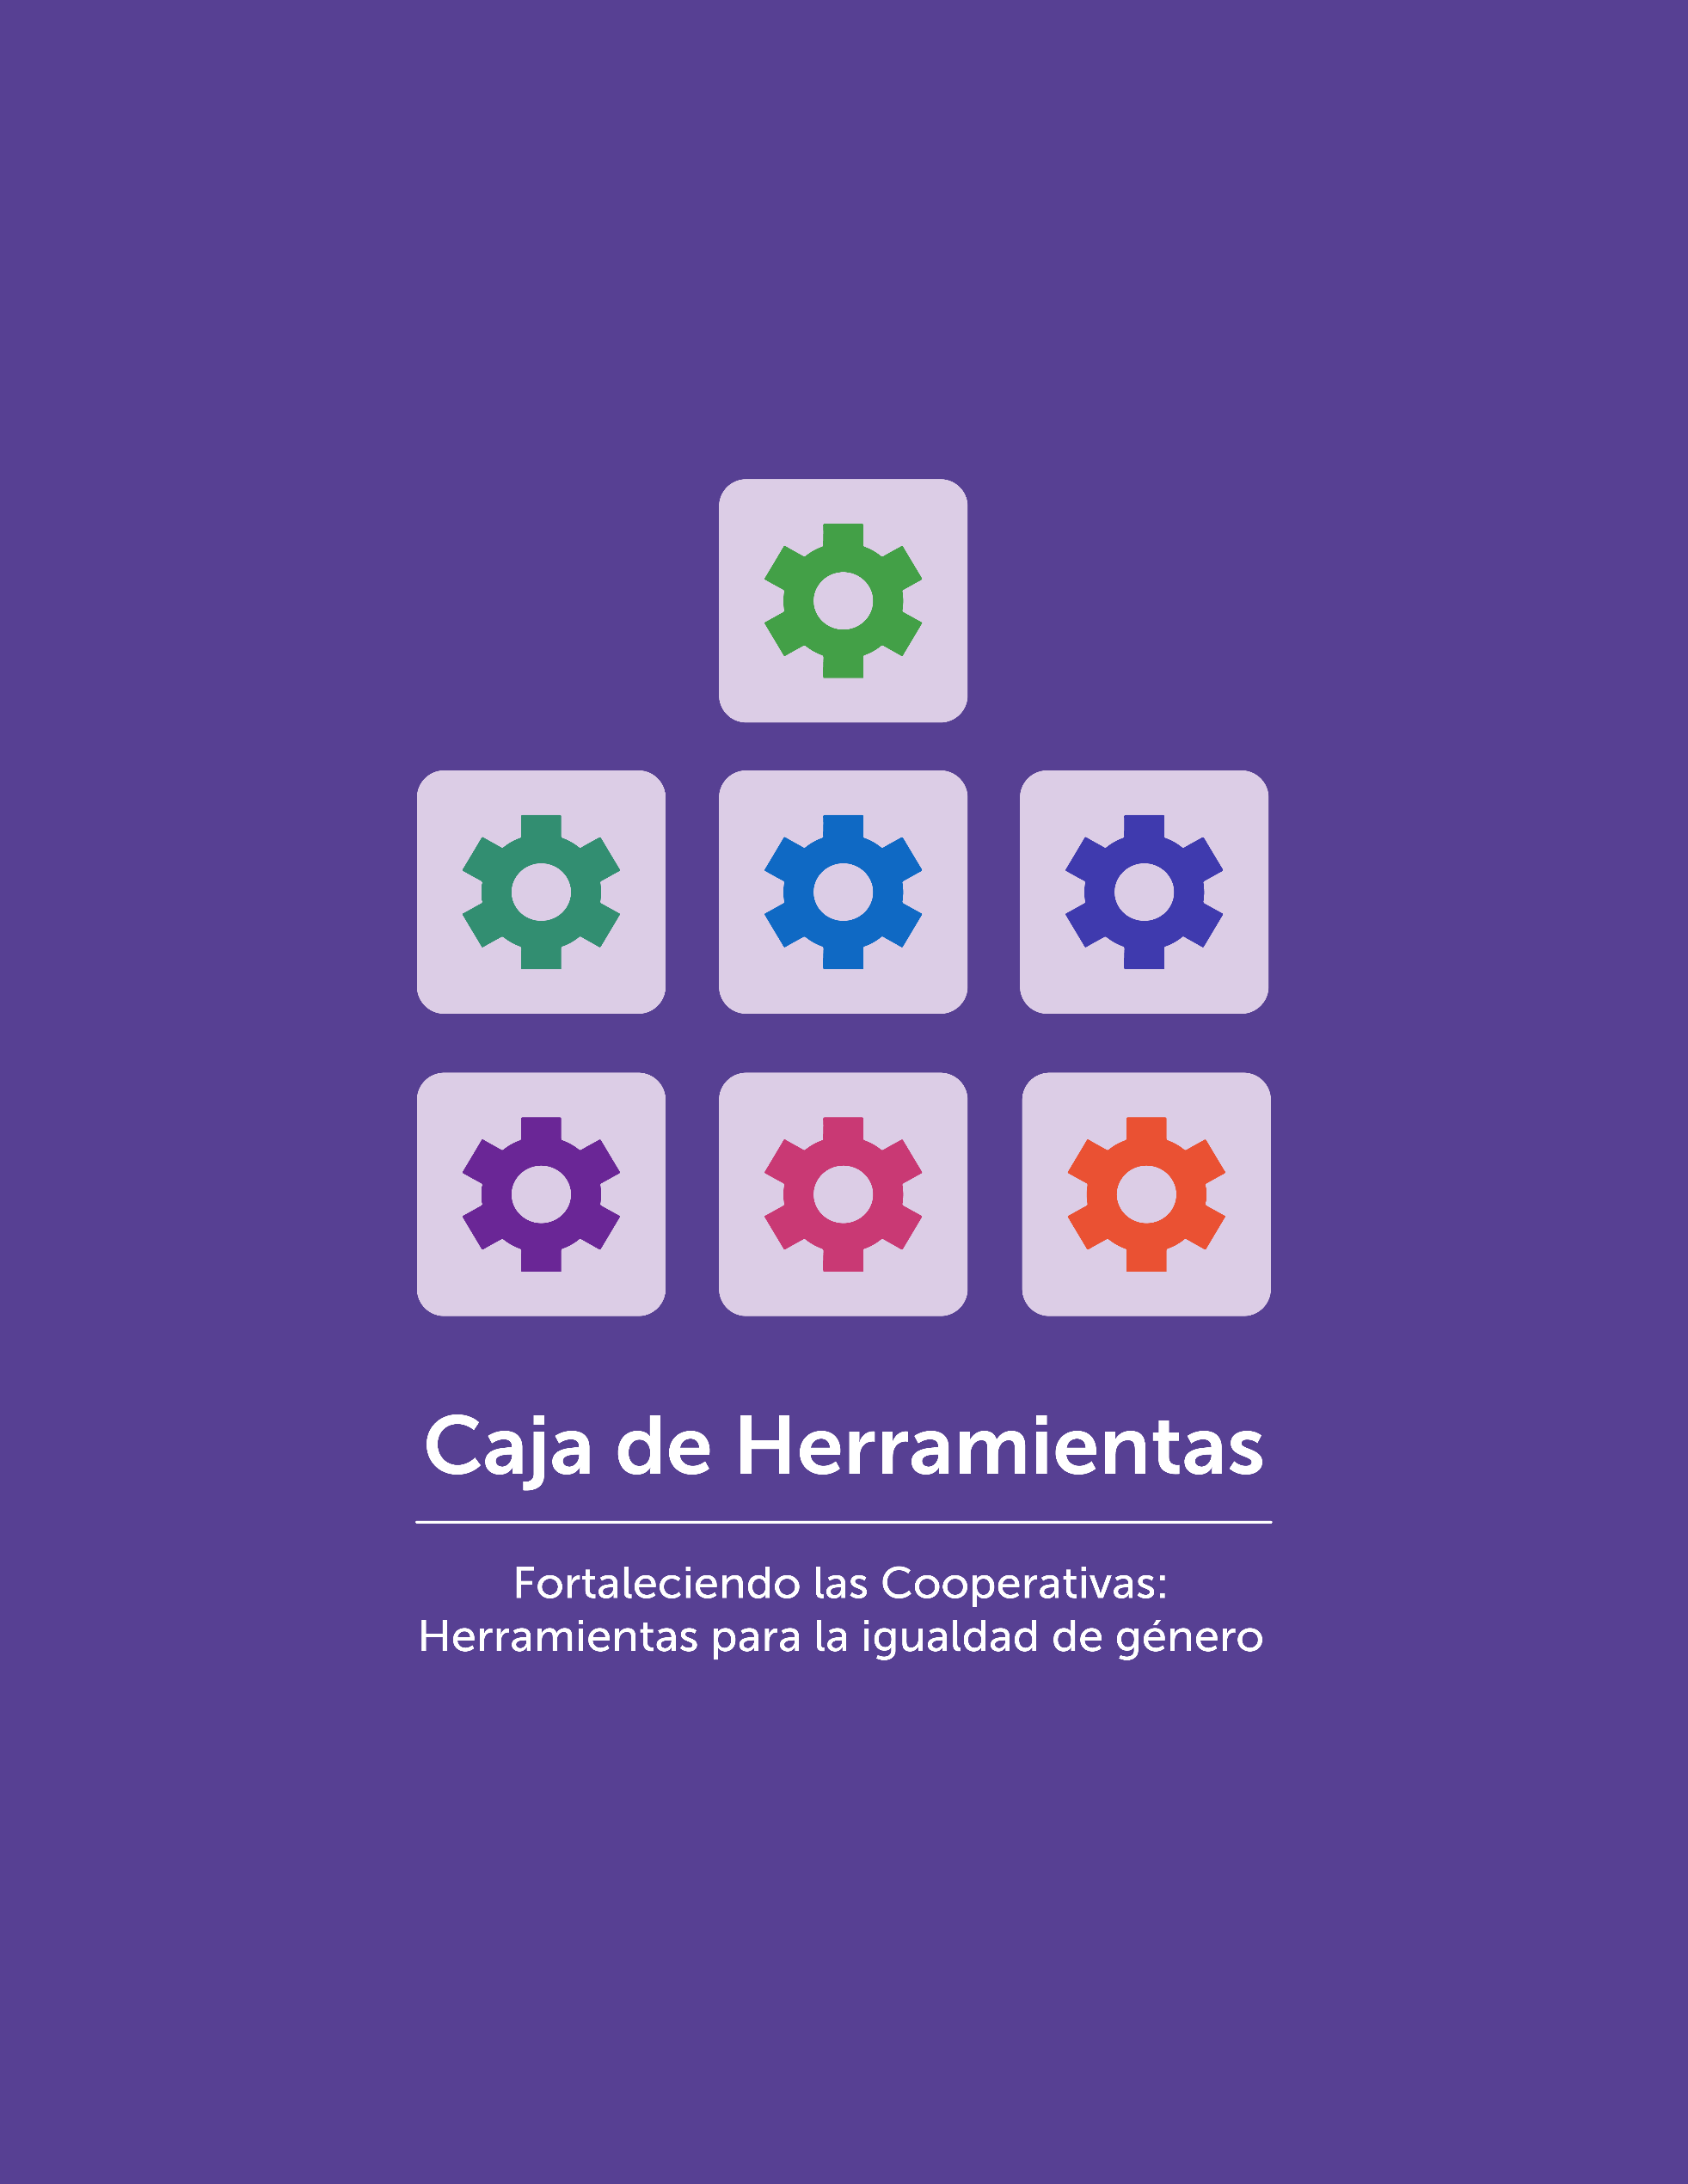 Caja de Herramientas
Fortaleciendo las Cooperativas:
Herramientas para la igualdad de género